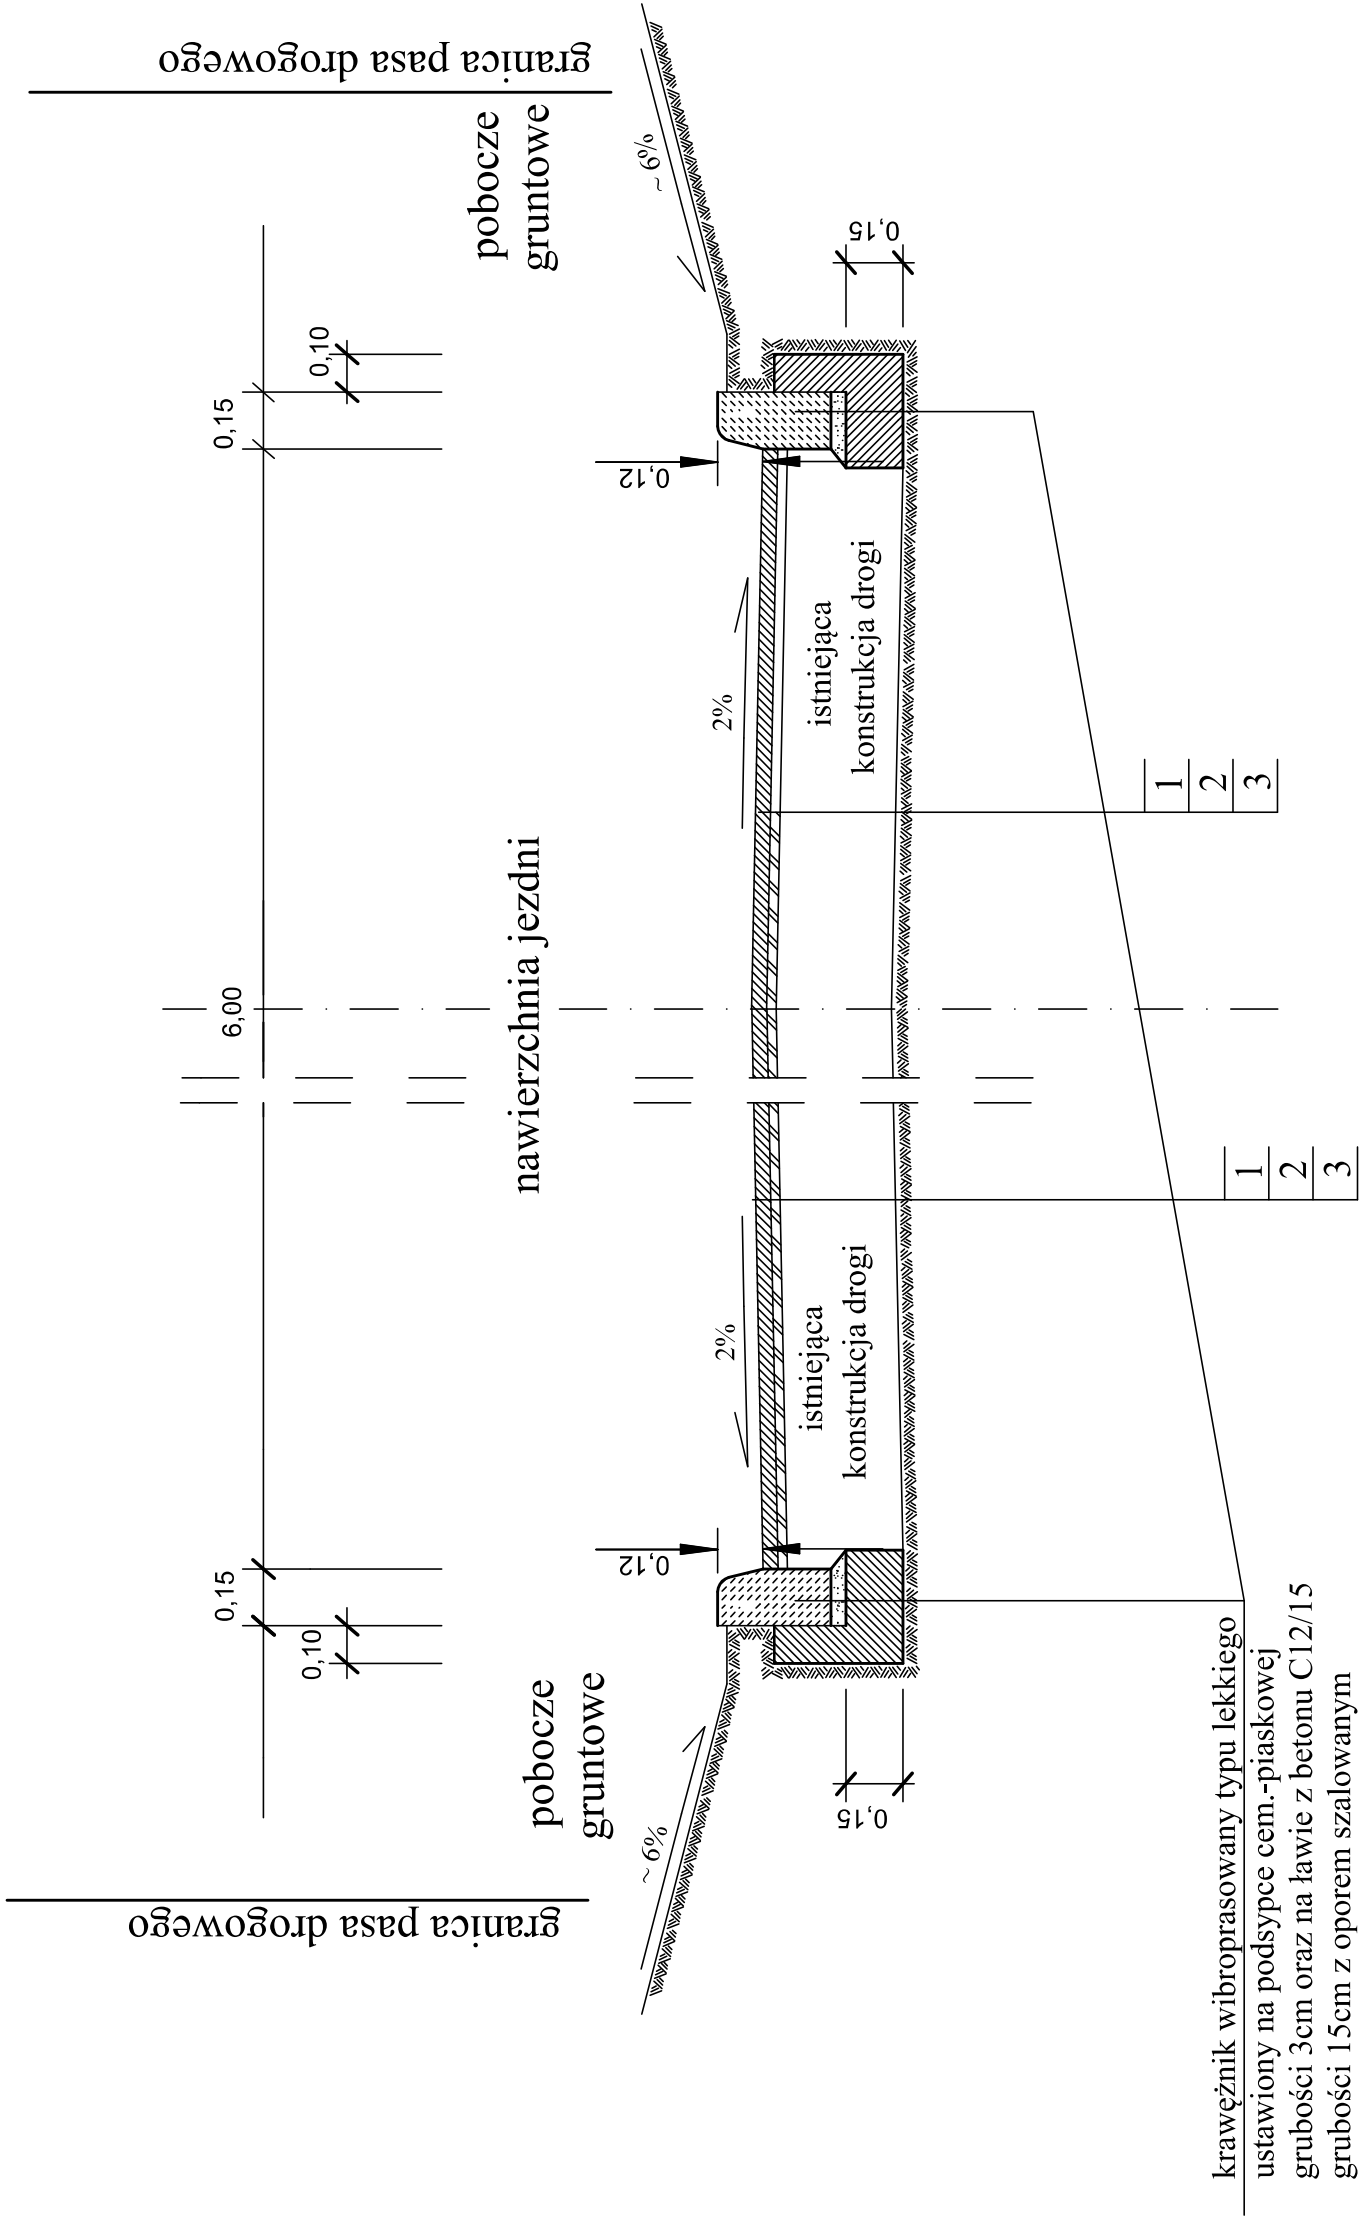 granica pasa drogowego
granica pasa drogowego
0,15
6,00
0,15
0,10
0,10
pobocze
gruntowe
nawierzchnia jezdni
pobocze
gruntowe
0,12
0,12
~ 6%
2%
2%
~ 6%
istniejąca
konstrukcja drogi
istniejąca
konstrukcja drogi
0,15
0,15
1
2
3
1
2
3
krawężnik wibroprasowany typu lekkiego
ustawiony na podsypce cem.-piaskowej
grubości 3cm oraz na ławie z betonu C12/15
grubości 15cm z oporem szalowanym